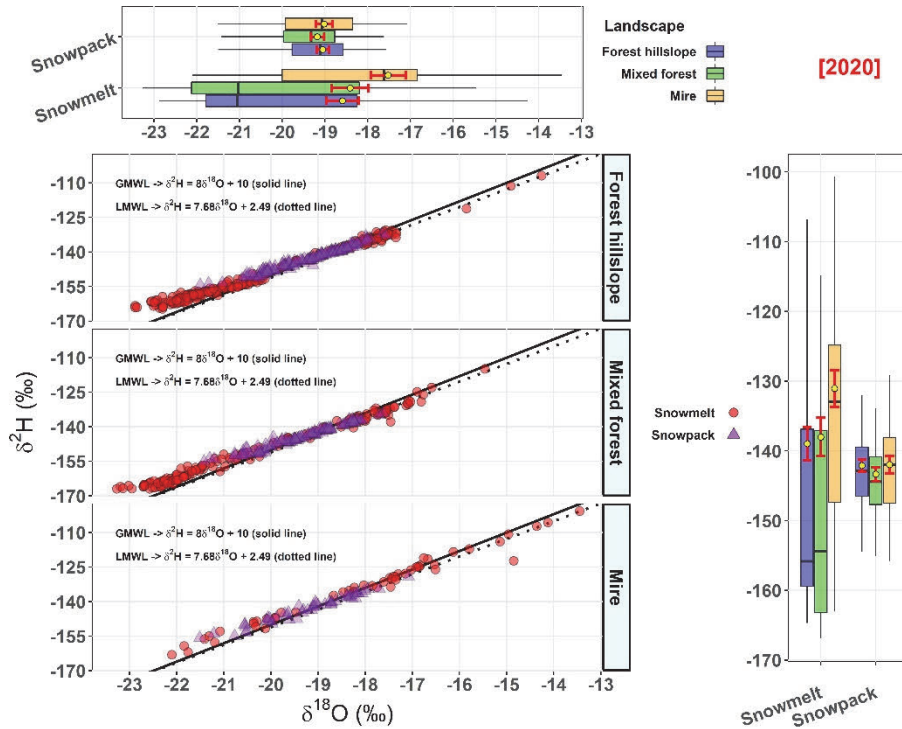 Snowpack
Snowmelt
-23 -22 -21 -20 -19 -18 -17 -16 -15 -14 -13
Landscape
Forest hillslope
Mixed forest
Mire
[2020]
δ²H (‰)
-110
-125
-140
-155
-170
GMWL -> δ²H = 8δ¹⁸O + 10 (solid line)
LMWL -> δ²H = 7.68δ¹⁸O + 2.49 (dotted line)
Forest hillslope
-110
-125
-140
-155
-170
GMWL -> δ²H = 8δ¹⁸O + 10 (solid line)
LMWL -> δ²H = 7.68δ¹⁸O + 2.49 (dotted line)
Mixed forest
-110
-125
-140
-155
-170
GMWL -> δ²H = 8δ¹⁸O + 10 (solid line)
LMWL -> δ²H = 7.68δ¹⁸O + 2.49 (dotted line)
Mire
-23 -22 -21 -20 -19 -18 -17 -16 -15 -14 -13
δ¹⁸O (‰)
Snowmelt
Snowpack
-100
-110
-120
-130
-140
-150
-160
-170
Snowmelt
Snowpack